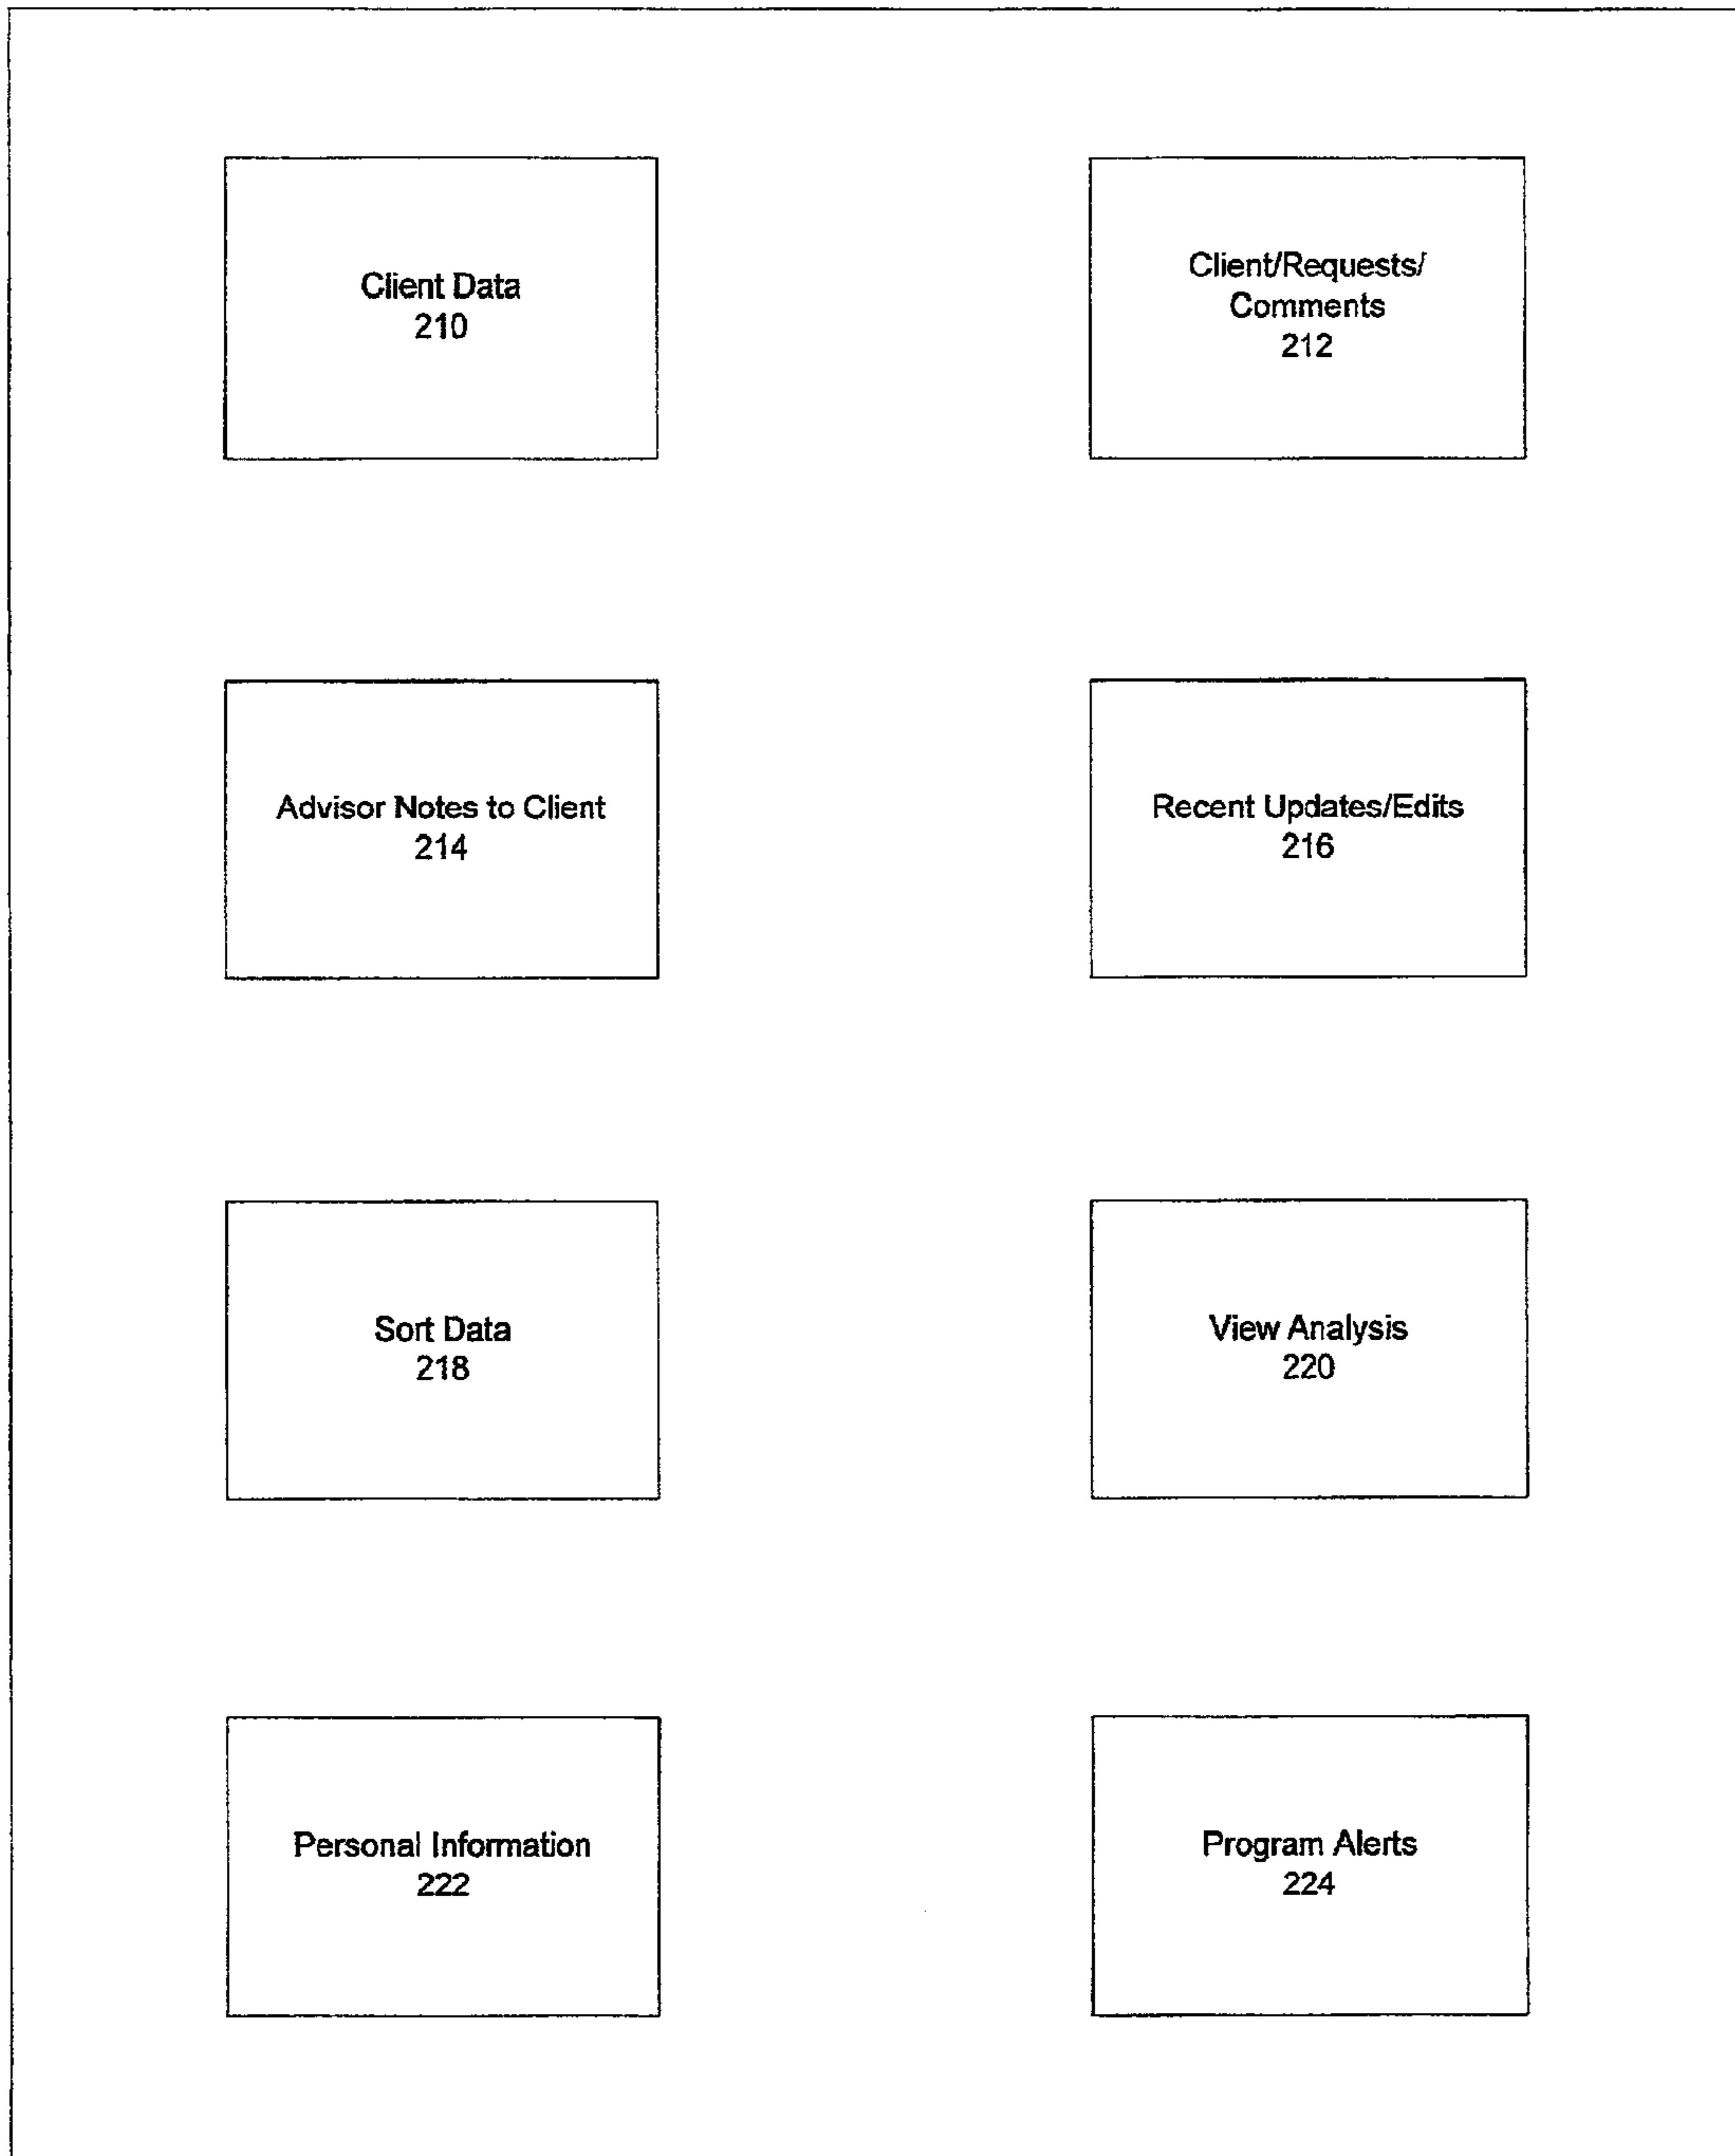 Client Data
210
Client/Requests/
Comments
212
Advisor Notes to Client
214
Recent Updates/Edits
216
Sort Data
218
View Analysis
220
Personal Information
222
Program Alerts
224